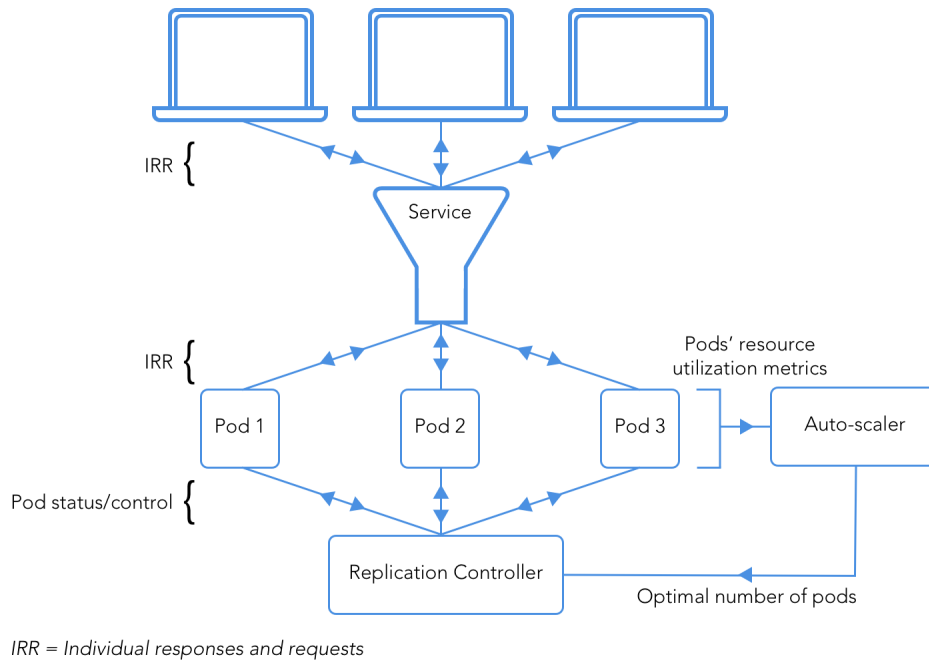 IRR
Service
IRR
Pods’ resource
utilization metrics
Pod 1
Pod 2
Pod 3
Auto-scaler
Pod status/control
Replication Controller
Optimal number of pods
IRR = Individual responses and requests